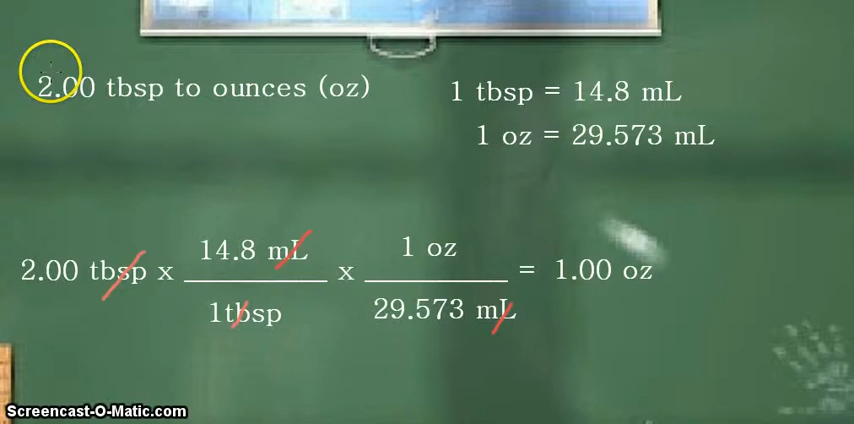 2.00 tbsp to ounces (oz)
1 tbsp = 14.8 mL
1 oz = 29.573 mL
2.00 tbsp x 14.8 mL / 1tbsp x 1 oz / 29.573 mL = 1.00 oz
Screencast-O-Matic.com